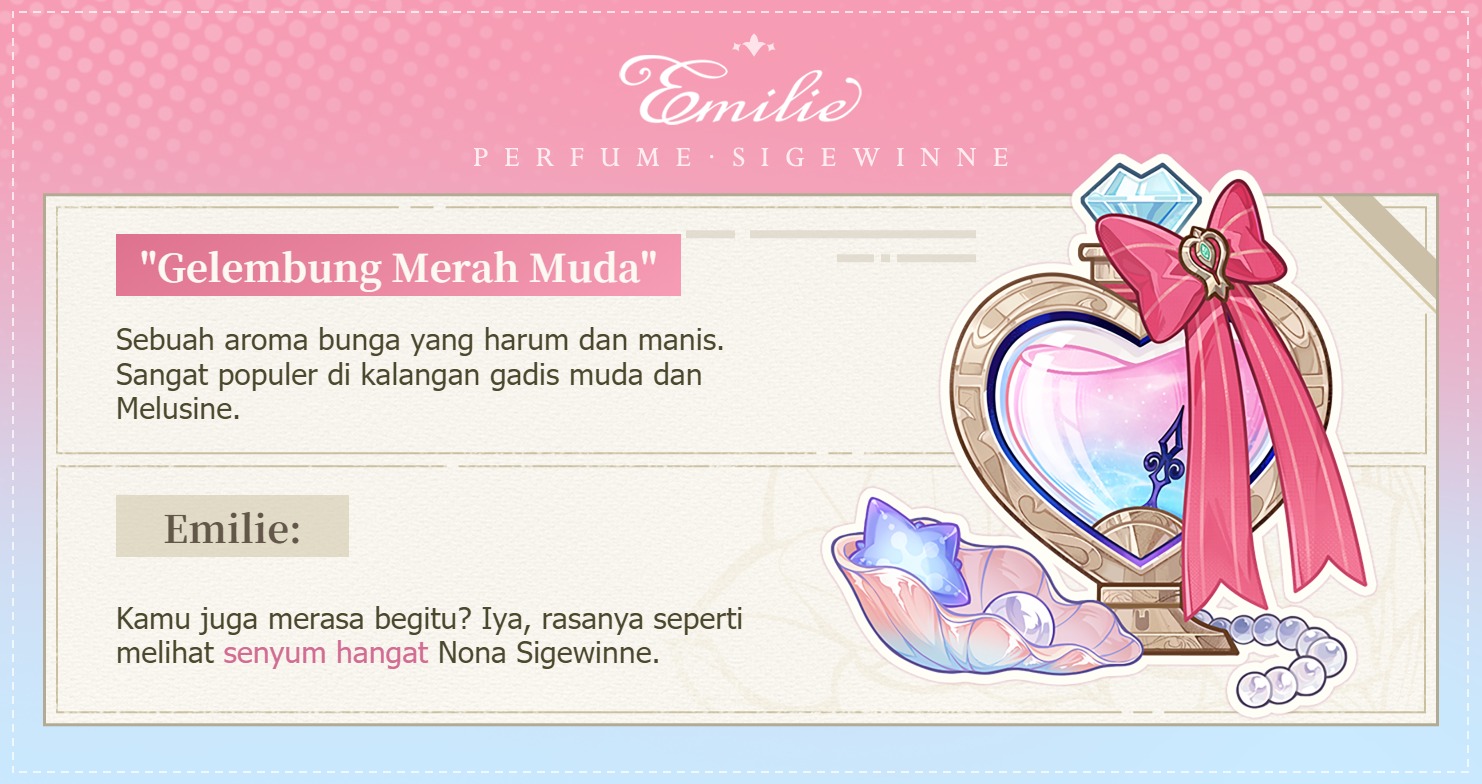 Emilie
PERFUME·SIGEWINNE
"Gelembung Merah Muda"
Sebuah aroma bunga yang harum dan manis.
Sangat populer di kalangan gadis muda dan
Melusine.
Emilie:
Kamu juga merasa begitu? Iya, rasanya seperti
melihat senyum hangat Nona Sigewinne.